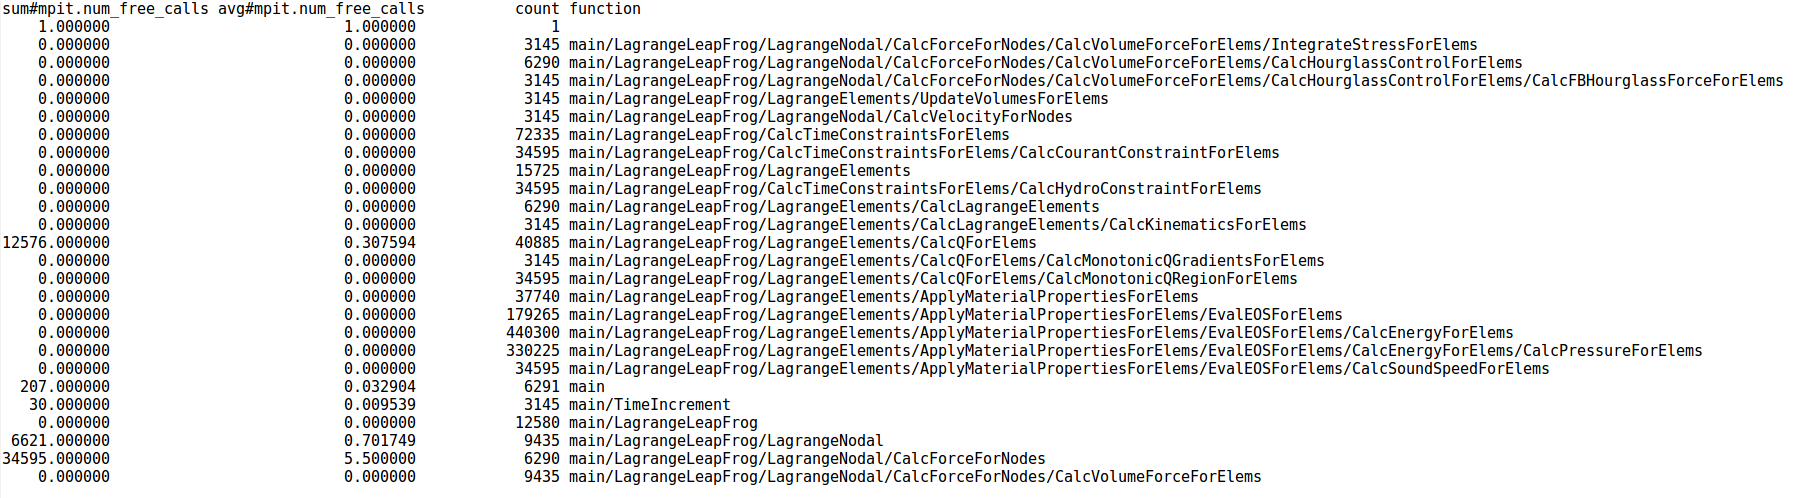 sum#mpit.num_free_calls avg#mpit.num_free_calls count function
1.000000 1.000000 1
0.000000 0.000000 3145 main/LagrangeLeapFrog/LagrangeNodal/CalcForceForNodes/CalcVolumeForceForElems/IntegrateStressForElems
0.000000 0.000000 6290 main/LagrangeLeapFrog/LagrangeNodal/CalcForceForNodes/CalcVolumeForceForElems/CalcHourglassControlForElems
0.000000 0.000000 3145 main/LagrangeLeapFrog/LagrangeNodal/CalcForceForNodes/CalcVolumeForceForElems/CalcHourglassControlForElems/CalcFBHourglassForceForElems
0.000000 0.000000 3145 main/LagrangeLeapFrog/LagrangeElements/UpdateVolumesForElems
0.000000 0.000000 3145 main/LagrangeLeapFrog/LagrangeNodal/CalcVelocityForNodes
0.000000 0.000000 72335 main/LagrangeLeapFrog/CalcTimeConstraintsForElems
0.000000 0.000000 34595 main/LagrangeLeapFrog/CalcTimeConstraintsForElems/CalcCourantConstraintForElems
0.000000 0.000000 15725 main/LagrangeLeapFrog/LagrangeElements
0.000000 0.000000 34595 main/LagrangeLeapFrog/CalcTimeConstraintsForElems/CalcHydroConstraintForElems
0.000000 0.000000 6290 main/LagrangeLeapFrog/LagrangeElements/CalcLagrangeElements
0.000000 0.000000 3145 main/LagrangeLeapFrog/LagrangeElements/CalcLagrangeElements/CalcKinematicsForElems
12576.000000 0.307594 40885 main/LagrangeLeapFrog/LagrangeElements/CalcQForElems
0.000000 0.000000 3145 main/LagrangeLeapFrog/LagrangeElements/CalcQForElems/CalcMonotonicQGradientsForElems
0.000000 0.000000 34595 main/LagrangeLeapFrog/LagrangeElements/CalcQForElems/CalcMonotonicQRegionForElems
0.000000 0.000000 37740 main/LagrangeLeapFrog/LagrangeElements/ApplyMaterialPropertiesForElems
0.000000 0.000000 179265 main/LagrangeLeapFrog/LagrangeElements/ApplyMaterialPropertiesForElems/EvalEOSForElems
0.000000 0.000000 440300 main/LagrangeLeapFrog/LagrangeElements/ApplyMaterialPropertiesForElems/EvalEOSForElems/CalcEnergyForElems
0.000000 0.000000 330225 main/LagrangeLeapFrog/LagrangeElements/ApplyMaterialPropertiesForElems/EvalEOSForElems/CalcEnergyForElems/CalcPressureForElems
0.000000 0.000000 34595 main/LagrangeLeapFrog/LagrangeElements/ApplyMaterialPropertiesForElems/EvalEOSForElems/CalcSoundSpeedForElems
207.000000 0.032904 6291 main
30.000000 0.009539 3145 main/TimeIncrement
0.000000 0.000000 12580 main/LagrangeLeapFrog
6621.000000 0.701749 9435 main/LagrangeLeapFrog/LagrangeNodal
34595.000000 5.500000 6290 main/LagrangeLeapFrog/LagrangeNodal/CalcForceForNodes
0.000000 0.000000 9435 main/LagrangeLeapFrog/LagrangeNodal/CalcForceForNodes/CalcVolumeForceForElems